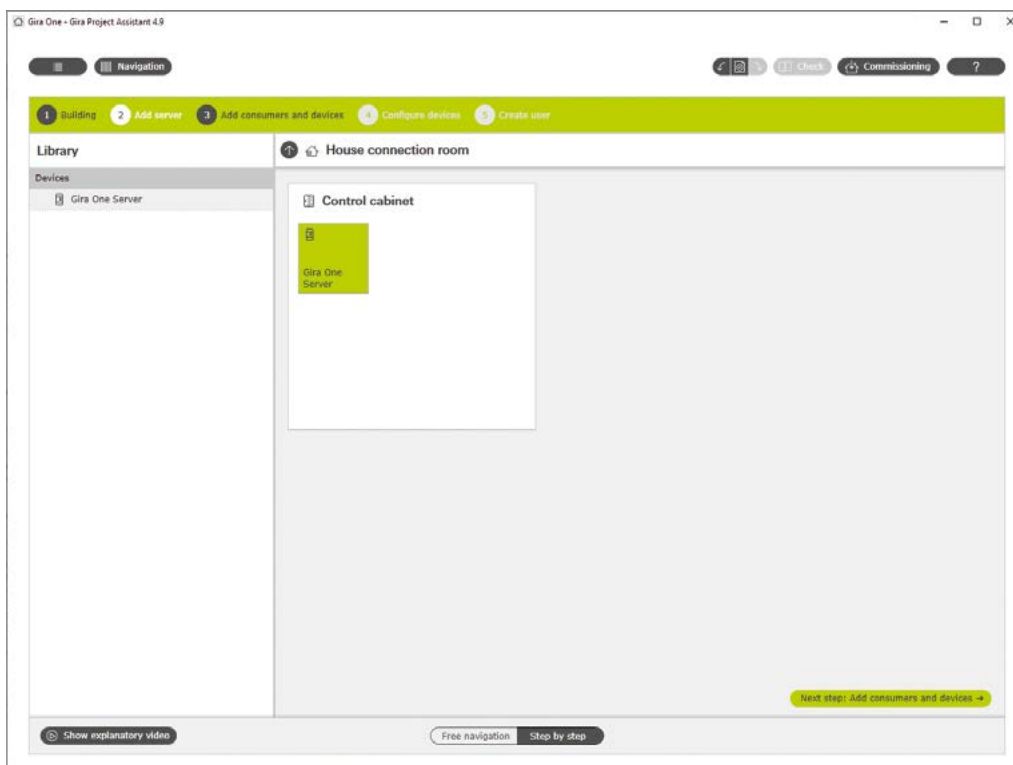 Gira One - Gira Project Assistant 4.9
Navigation
Check
Commissioning
?
1 Building 2 Add server 3 Add consumers and devices 4 Configure devices 5 Create user
Library
House connection room
Devices
Gira One Server
Control cabinet
Gira One
Server
Next step: Add consumers and devices →
Show explanatory video
Free navigation Step by step